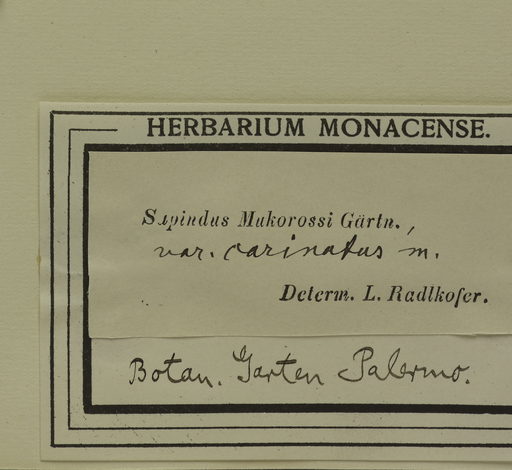 HERBARIUM MONACENSE.
Sapindus Mukorossi Gärtn.,
var. carinatus m.
Determ. L. Radlkofer.
Botan. Garten Palermo.